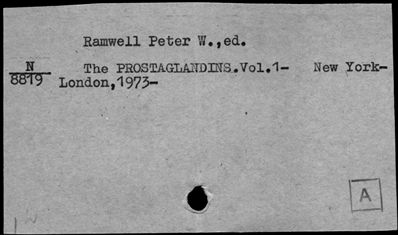 Ramwell Peter W.,ed.
N
8819
The PROSTAGLANDINS.Vol.1- New York-
London,1973-
A